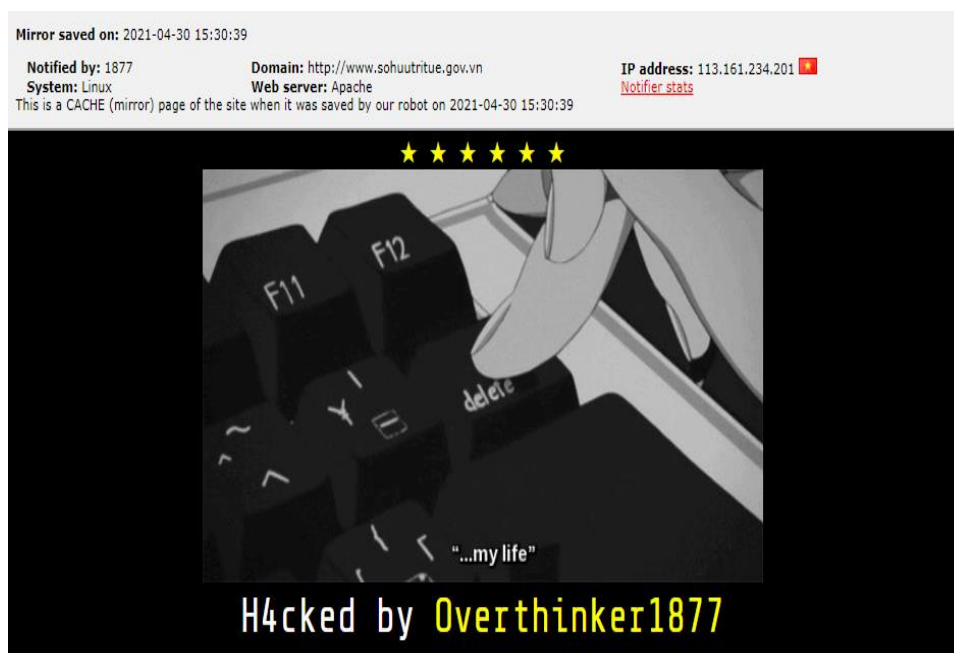 Mirror saved on: 2021-04-30 15:30:39
Notified by: 1877 Domain: http://www.sohuutritue.gov.vn IP address: 113.161.234.201
System: Linux Web server: Apache Notifier stats
This is a CACHE (mirror) page of the site when it was saved by our robot on 2021-04-30 15:30:39
★ ★ ★ ★ ★ ★
F11 F12
delete
¥
~
^
"...my life"
H4cked by Overthinker1877